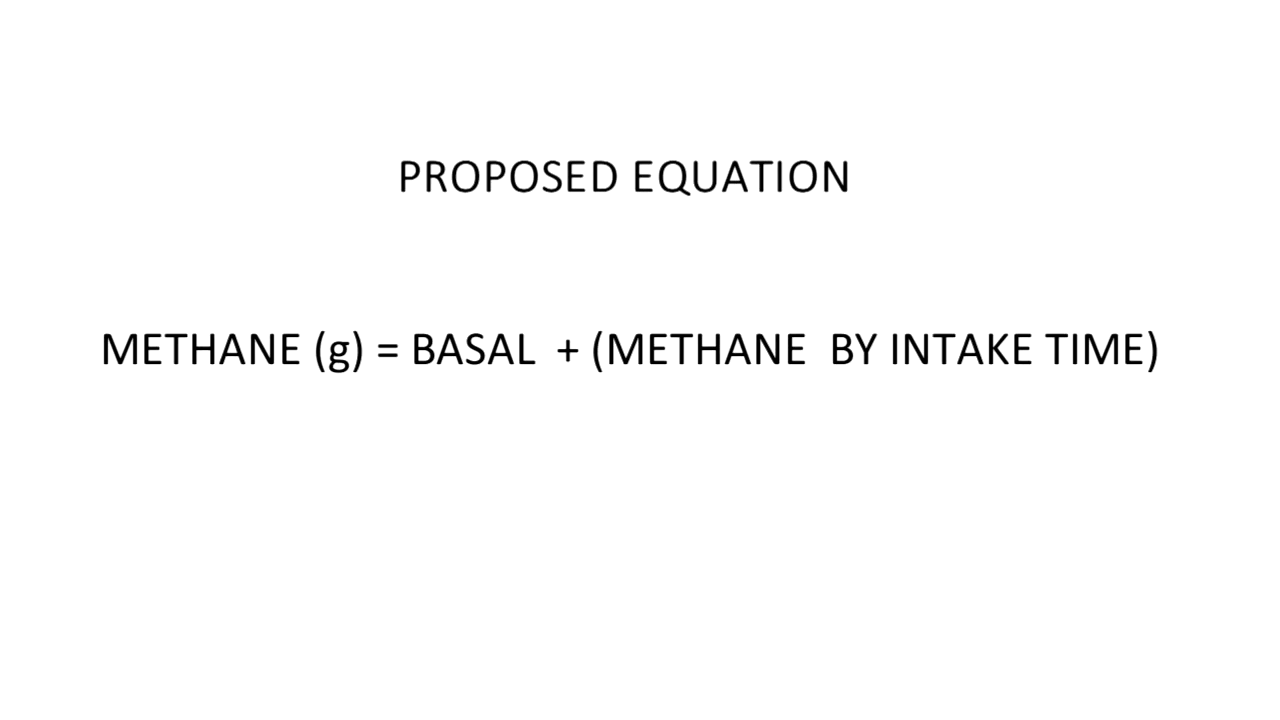 PROPOSED EQUATION
METHANE (g) = BASAL + (METHANE BY INTAKE TIME)